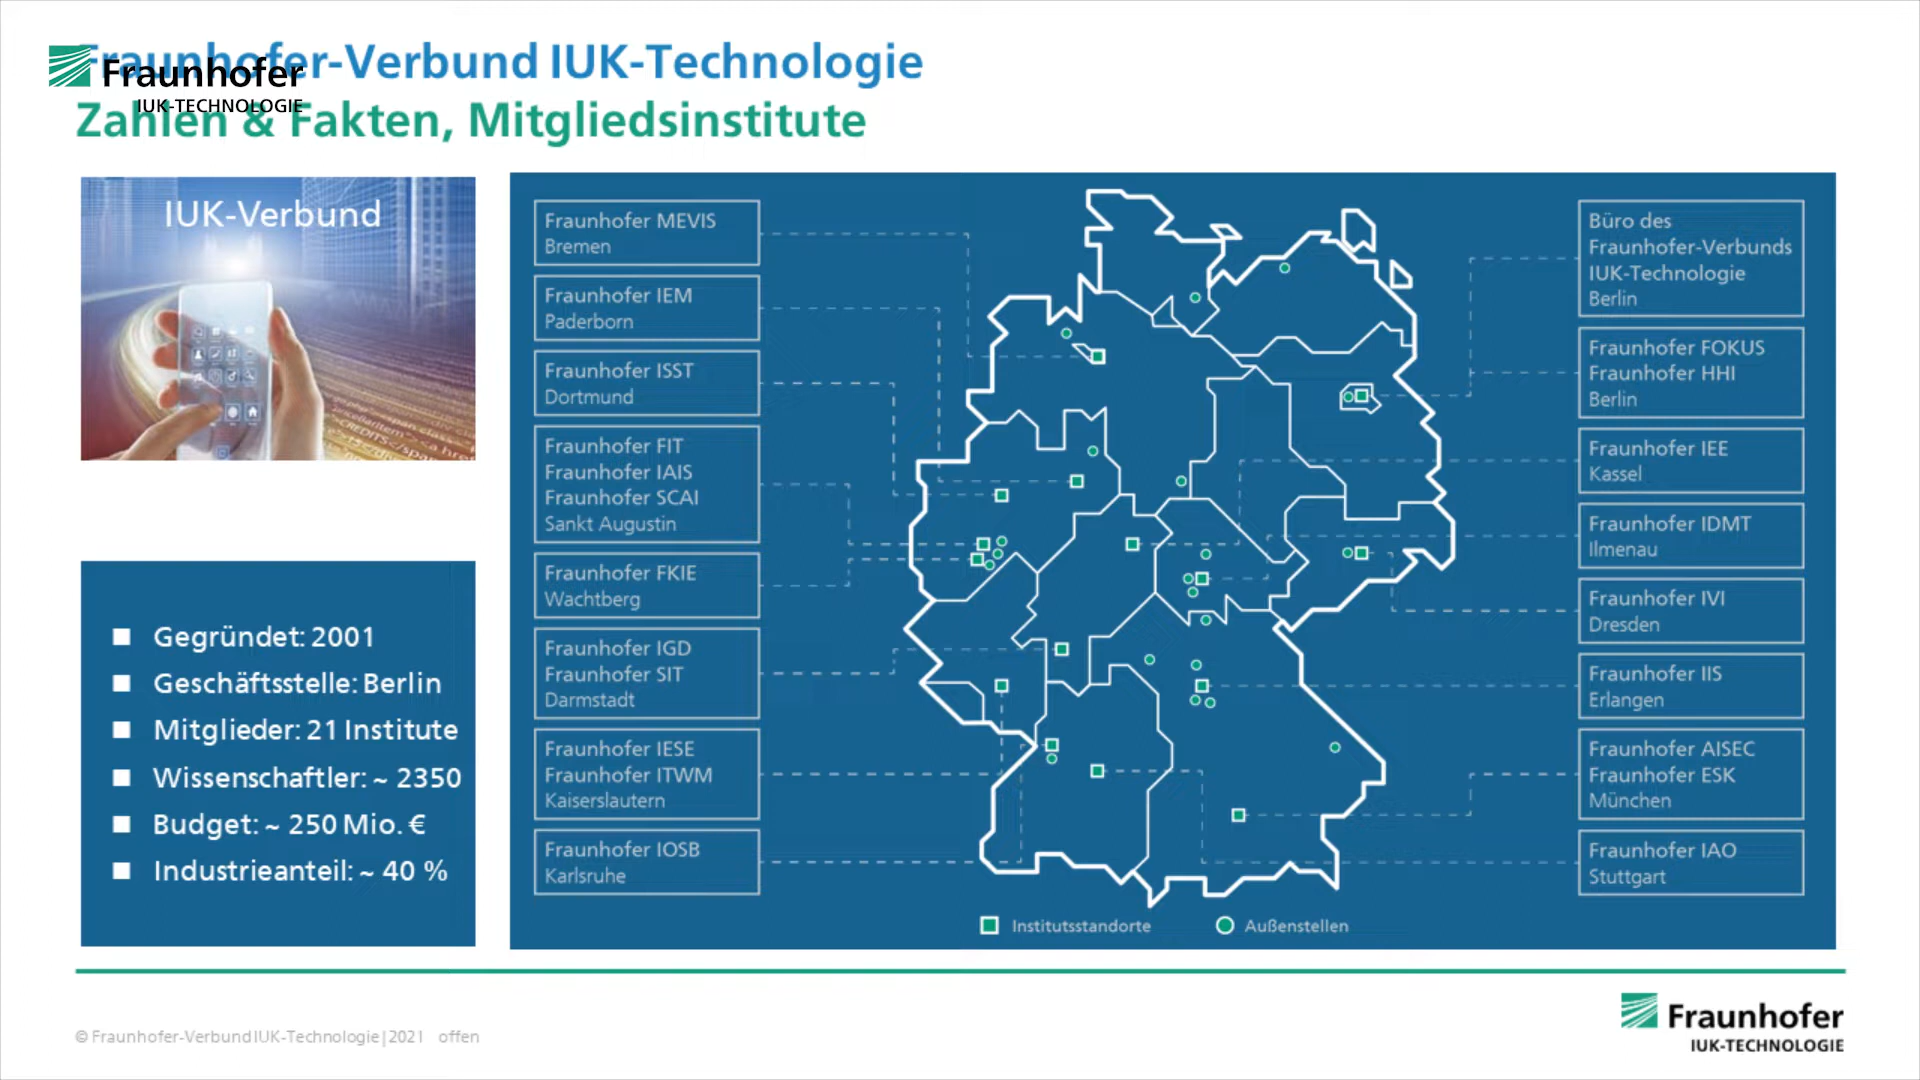 Fraunhofer-Verbund IUK-Technologie
Fraunhofer
IUK-TECHNOLOGIE
Zahlen & Fakten, Mitgliedsinstitute
IUK-Verbund
Gegründet: 2001
Geschäftsstelle: Berlin
Mitglieder: 21 Institute
Wissenschaftler: ~ 2350
Budget: ~ 250 Mio. €
Industrieanteil: ~ 40 %
Fraunhofer MEVIS
Bremen
Fraunhofer IEM
Paderborn
Fraunhofer ISST
Dortmund
Fraunhofer FIT
Fraunhofer IAIS
Fraunhofer SCAI
Sankt Augustin
Fraunhofer FKIE
Wachtberg
Fraunhofer IGD
Fraunhofer SIT
Darmstadt
Fraunhofer IESE
Fraunhofer ITWM
Kaiserslautern
Fraunhofer IOSB
Karlsruhe
Büro des
Fraunhofer-Verbunds
IUK-Technologie
Berlin
Fraunhofer FOKUS
Fraunhofer HHI
Berlin
Fraunhofer IEE
Kassel
Fraunhofer IDMT
Ilmenau
Fraunhofer IVI
Dresden
Fraunhofer IIS
Erlangen
Fraunhofer AISEC
Fraunhofer ESK
München
Fraunhofer IAO
Stuttgart
Institutsstandorte
Außenstellen
© Fraunhofer-Verbund IUK-Technologie | 2021 offen
Fraunhofer
IUK-TECHNOLOGIE